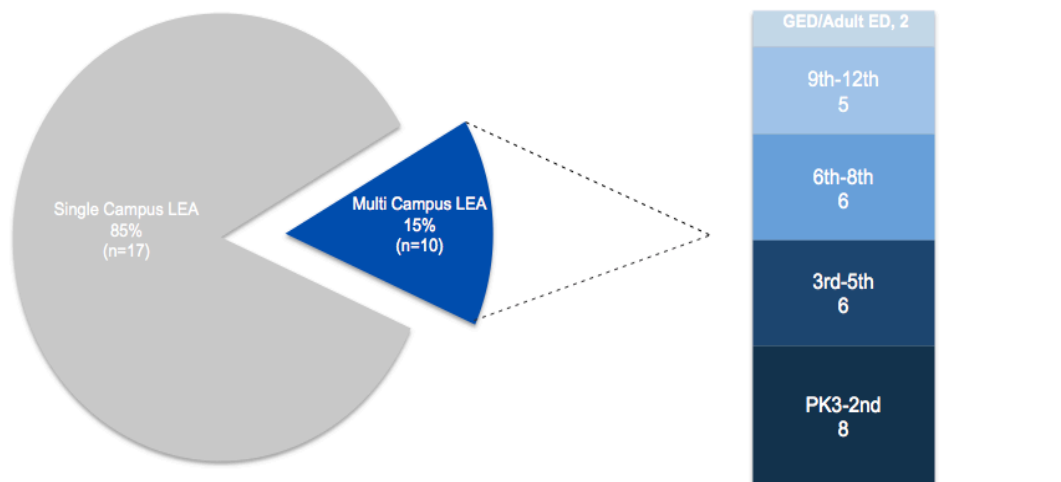 Single Campus LEA
85%
(n=17)
Multi Campus LEA
15%
(n=10)
GED/Adult ED, 2
9th-12th
5
6th-8th
6
3rd-5th
6
PK3-2nd
8